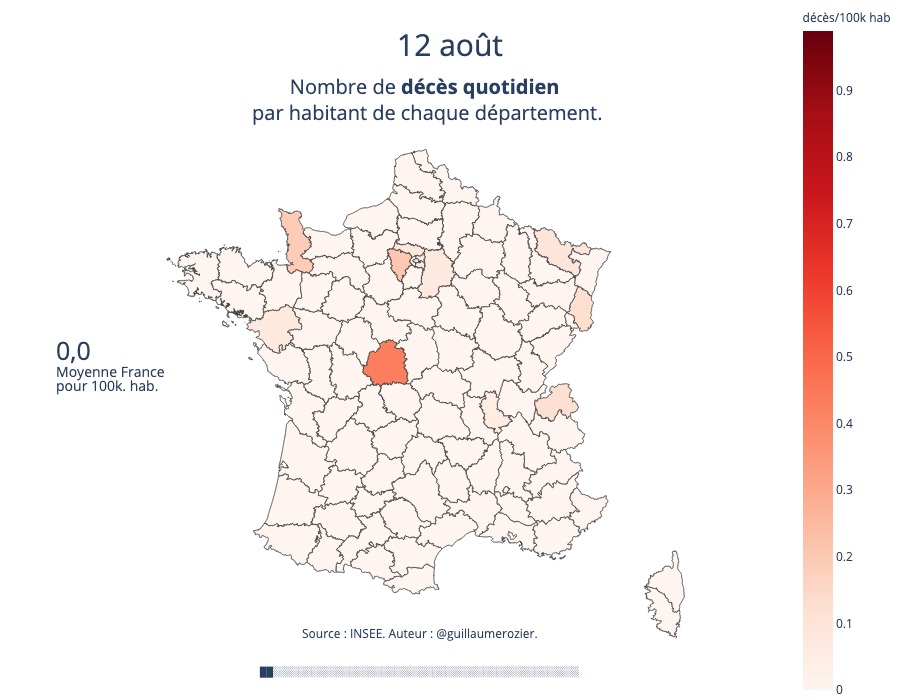 décès/100k hab
12 août
Nombre de décès quotidien
par habitant de chaque département.
0.9
0.8
0.7
0.6
0.5
0.4
0.3
0.2
0.1
0
0,0
Moyenne France
pour 100k. hab.
Source : INSEE. Auteur : @guillaumerozier.